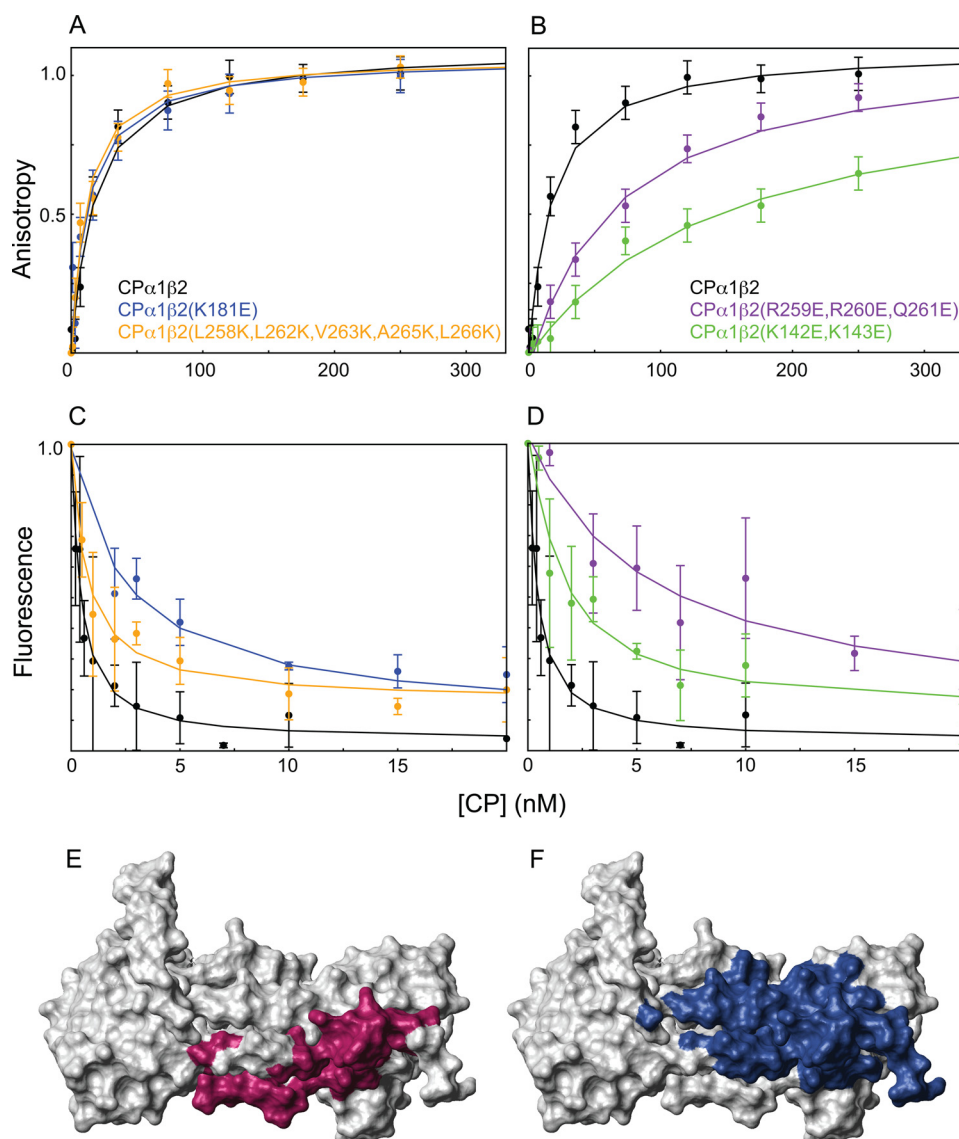 A
B
1.0
0.5
Anisotropy
CPα1β2
CPα1β2(K181E)
CPα1β2(L258K,L262K,V263K,A265K,L266K)
CPα1β2
CPα1β2(R259E,R260E,Q261E)
CPα1β2(K142E,K143E)
0 100 200 300
0 100 200 300
C
D
1.0
Fluorescence
0 5 10 15
0 5 10 15
[CP] (nM)
E
F